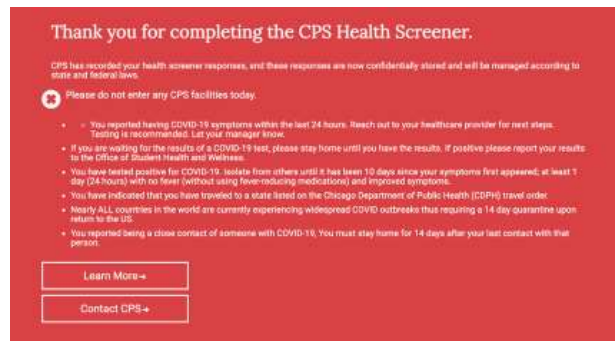 Thank you for completing the CPS Health Screener.
CPS has recorded your health screener responses, and these responses are now confidentially stored and will be managed according to
state and federal laws.
Please do not enter any CPS facilities today.
You reported having COVID-19 symptoms within the last 24 hours. Reach out to your healthcare provider for next steps.
Testing is recommended. Let your manager know.
If you are waiting for the results of a COVID-19 test, please stay home until you have the results. If positive please report your results
to the Office of Student Health and Wellness.
You have tested positive for COVID-19. Isolate from others until it has been 10 days since your symptoms first appeared; at least 1
day (24 hours) with no fever (without using fever-reducing medications) and improved symptoms.
You have indicated that you have traveled to a state listed on the Chicago Department of Public Health (CDPH) travel order.
Nearly ALL countries in the world are currently experiencing widespread COVID outbreaks thus requiring a 14 day quarantine upon
return to the US.
You reported being a close contact of someone with COVID-19, You must stay home for 14 days after your last contact with that
person.
Learn More→
Contact CPS→